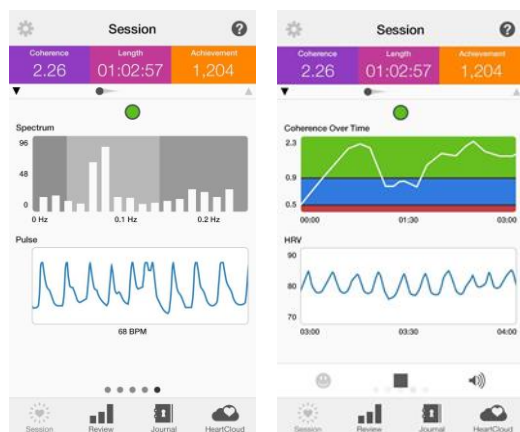 Session
Coherence Length Achievement
2.26 01:02:57 1,204
Spectrum
96
48
0
0 Hz 0.1 Hz 0.2 Hz
Pulse
68 BPM
Session Review Journal HeartCloud
Session
Coherence Length Achievement
2.26 01:02:57 1,204
Coherence Over Time
2.3
0.9
0.5
00:00 01:30 03:00
HRV
90
80
70
03:00 03:30 04:00
Session Review Journal HeartCloud